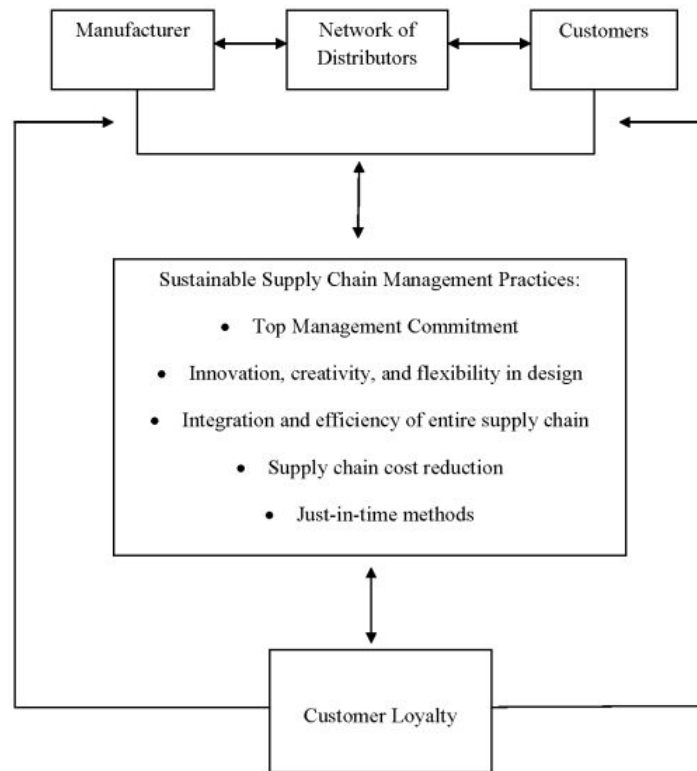 Manufacturer
Network of
Distributors
Customers
Sustainable Supply Chain Management Practices:
• Top Management Commitment
• Innovation, creativity, and flexibility in design
• Integration and efficiency of entire supply chain
• Supply chain cost reduction
• Just-in-time methods
Customer Loyalty